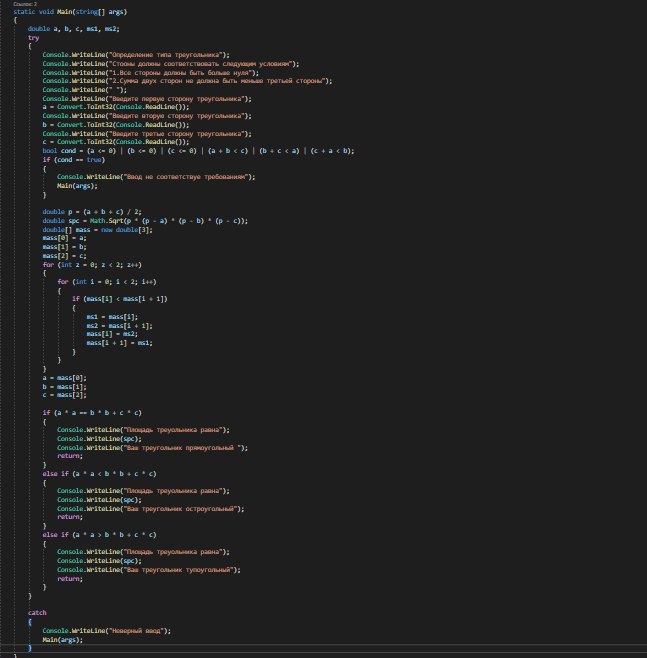 Ссылок: 2
static void Main(string[] args)
{
double a, b, c, ms1, ms2;
try
{
Console.WriteLine("Определение типа треугольника");
Console.WriteLine("Стооны должны соответствовать следующим условиям");
Console.WriteLine("1.Все стороны должны быть больше нуля");
Console.WriteLine("2.Сумма двух сторон не должна быть меньше третьей стороны");
Console.WriteLine(" ");
Console.WriteLine("Введите первую сторону треугольника");
a = Convert.ToInt32(Console.ReadLine());
Console.WriteLine("Введите вторую сторону треугольника");
b = Convert.ToInt32(Console.ReadLine());
Console.WriteLine("Введите третью сторону треугольника");
c = Convert.ToInt32(Console.ReadLine());
bool cond = (a <= 0) | (b <= 0) | (c <= 0) | (a + b < c) | (b + c < a) | (c + a < b);
if (cond == true)
{
Console.WriteLine("Ввод не соответствуе требованиям");
Main(args);
}
double p = (a + b + c) / 2;
double spc = Math.Sqrt(p * (p - a) * (p - b) * (p - c));
double[] mass = new double[3];
mass[0] = a;
mass[1] = b;
mass[2] = c;
for (int z = 0; z < 2; z++)
{
for (int i = 0; i < 2; i++)
{
if (mass[i] < mass[i + 1])
{
ms1 = mass[i];
ms2 = mass[i + 1];
mass[i] = ms2;
mass[i + 1] = ms1;
}
}
}
a = mass[0];
b = mass[1];
c = mass[2];
if (a * a == b * b + c * c)
{
Console.WriteLine("Площадь треуольника равна");
Console.WriteLine(spc);
Console.WriteLine("Ваш треугольник прямоугольный ");
return;
}
else if (a * a < b * b + c * c)
{
Console.WriteLine("Площадь треуольника равна");
Console.WriteLine(spc);
Console.WriteLine("Ваш треугольник остроугольный");
return;
}
else if (a * a > b * b + c * c)
{
Console.WriteLine("Площадь треуольника равна");
Console.WriteLine(spc);
Console.WriteLine("Ваш треугольник тупоугольный");
return;
}
}
catch
{
Console.WriteLine("Неверный ввод");
Main(args);
}
}